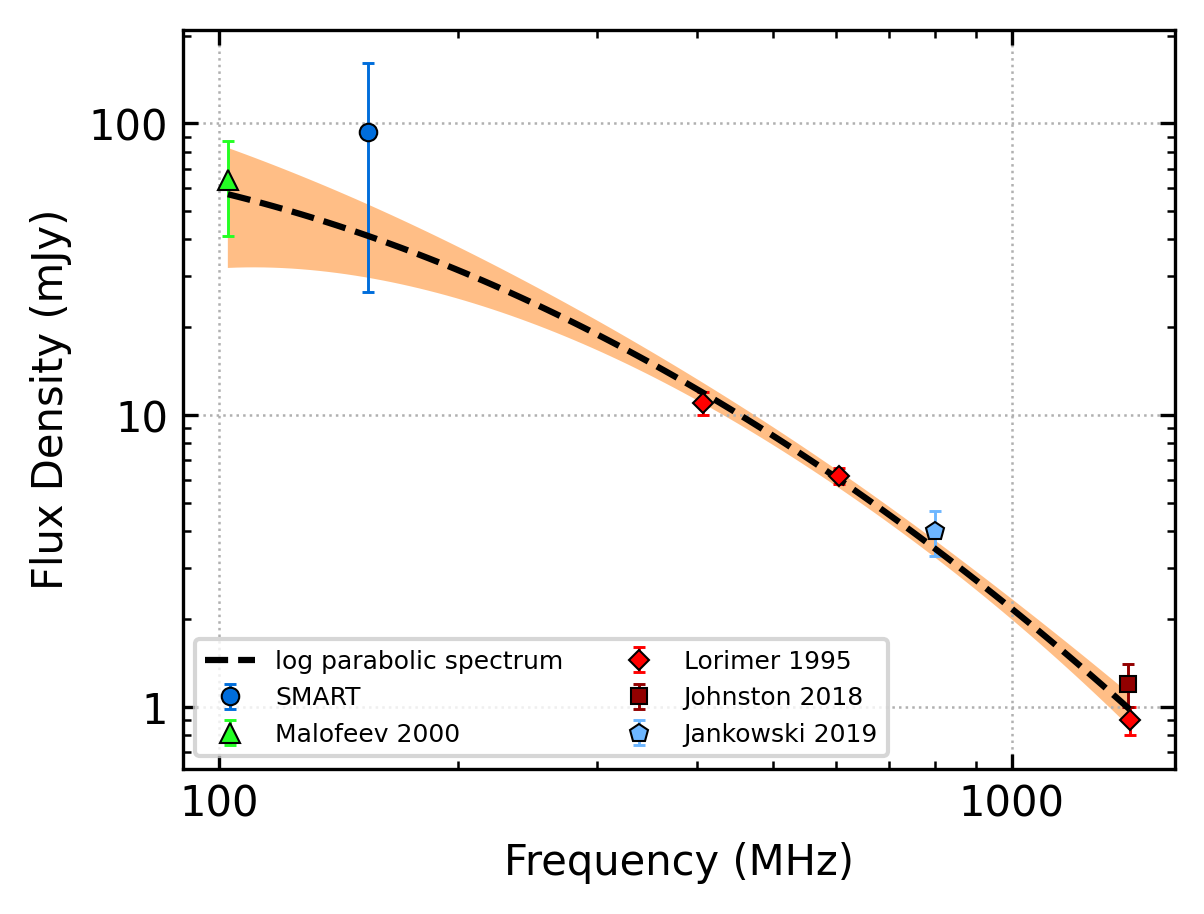 100
10
1
Flux Density (mJy)
log parabolic spectrum
SMART
Malofeev 2000
Lorimer 1995
Johnston 2018
Jankowski 2019
100
1000
Frequency (MHz)